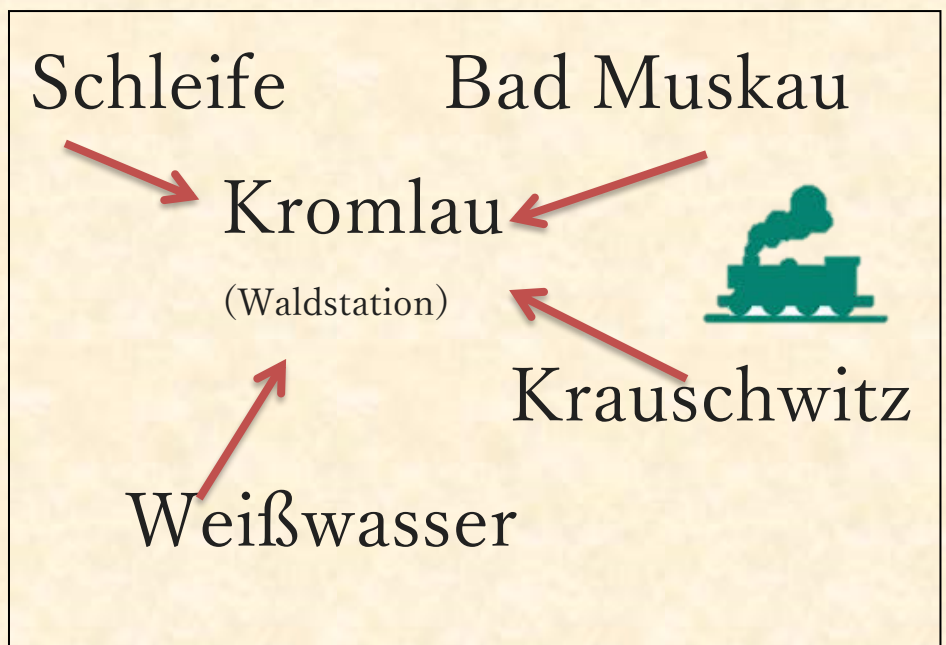 Schleife
Bad Muskau
Kromlau
(Waldstation)
Krauschwitz
Weißwasser